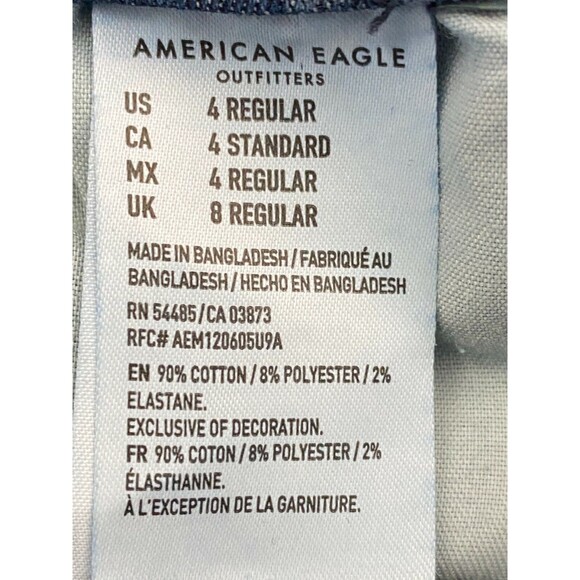 AMERICAN EAGLE
OUTFITTERS
US 4 REGULAR
CA 4 STANDARD
MX 4 REGULAR
UK 8 REGULAR
MADE IN BANGLADESH / FABRIQUÉ AU
BANGLADESH / HECHO EN BANGLADESH
RN 54485 / CA 03873
RFC# AEM120605U9A
EN 90% COTTON / 8% POLYESTER / 2%
ELASTANE.
EXCLUSIVE OF DECORATION.
FR 90% COTON / 8% POLYESTER / 2%
ÉLASTHANNE.
À L'EXCEPTION DE LA GARNITURE.